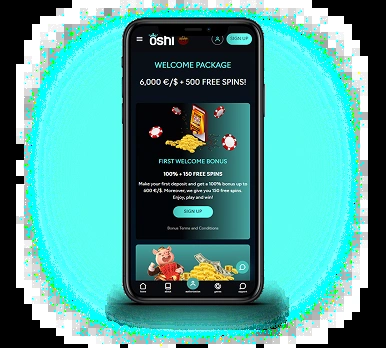 ōshi
SIGN UP
WELCOME PACKAGE
6,000 €/$ + 500 FREE SPINS!
FIRST WELCOME BONUS
100% + 150 FREE SPINS
Make your first deposit and get a 100% bonus up to
600 €/$. Moreover, we give you 150 free spins.
Enjoy, play and win!
SIGN UP
Bonus Terms and Conditions